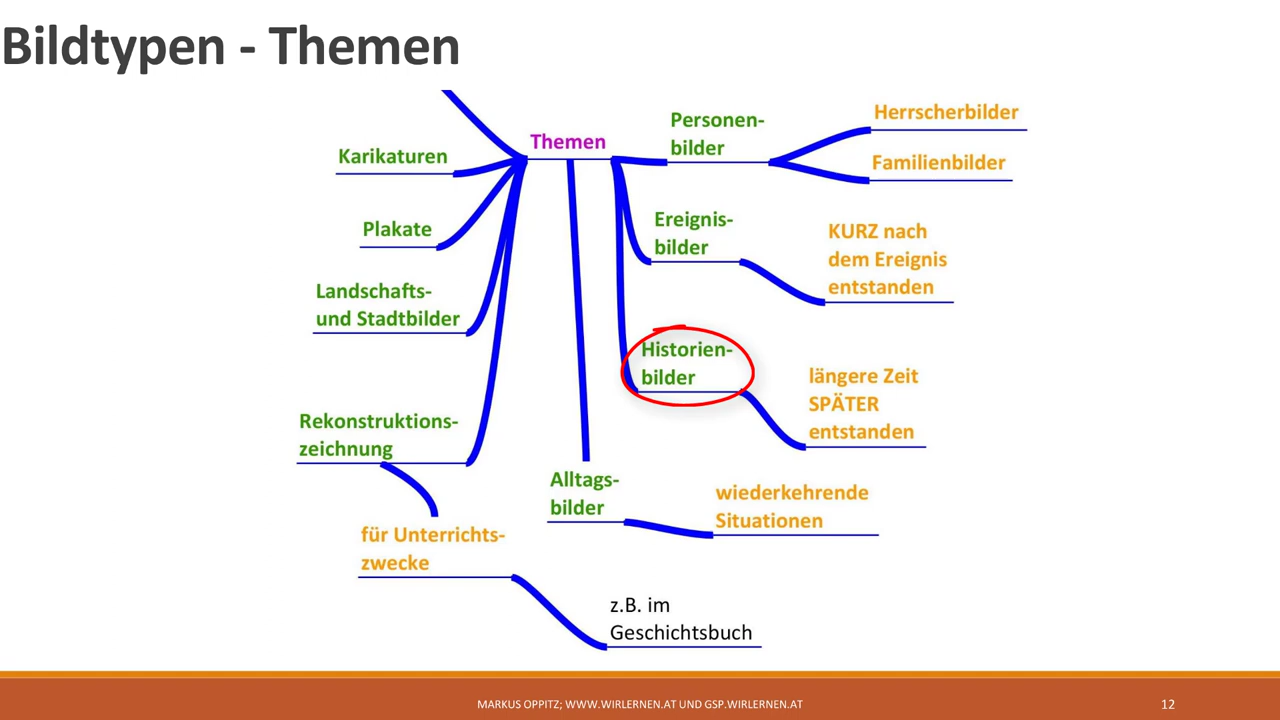 Bildtypen - Themen
Themen
Personen-
bilder
Herrscherbilder
Familienbilder
Ereignis-
bilder
KURZ nach
dem Ereignis
entstanden
Historien-
bilder
längere Zeit
SPÄTER
entstanden
Alltags-
bilder
wiederkehrende
Situationen
Karikaturen
Plakate
Landschafts-
und Stadtbilder
Rekonstruktions-
zeichnung
für Unterrichts-
zwecke
z.B. im
Geschichtsbuch
MARKUS OPPITZ; WWW.WIRLERNEN.AT UND GSP.WIRLERNEN.AT
12